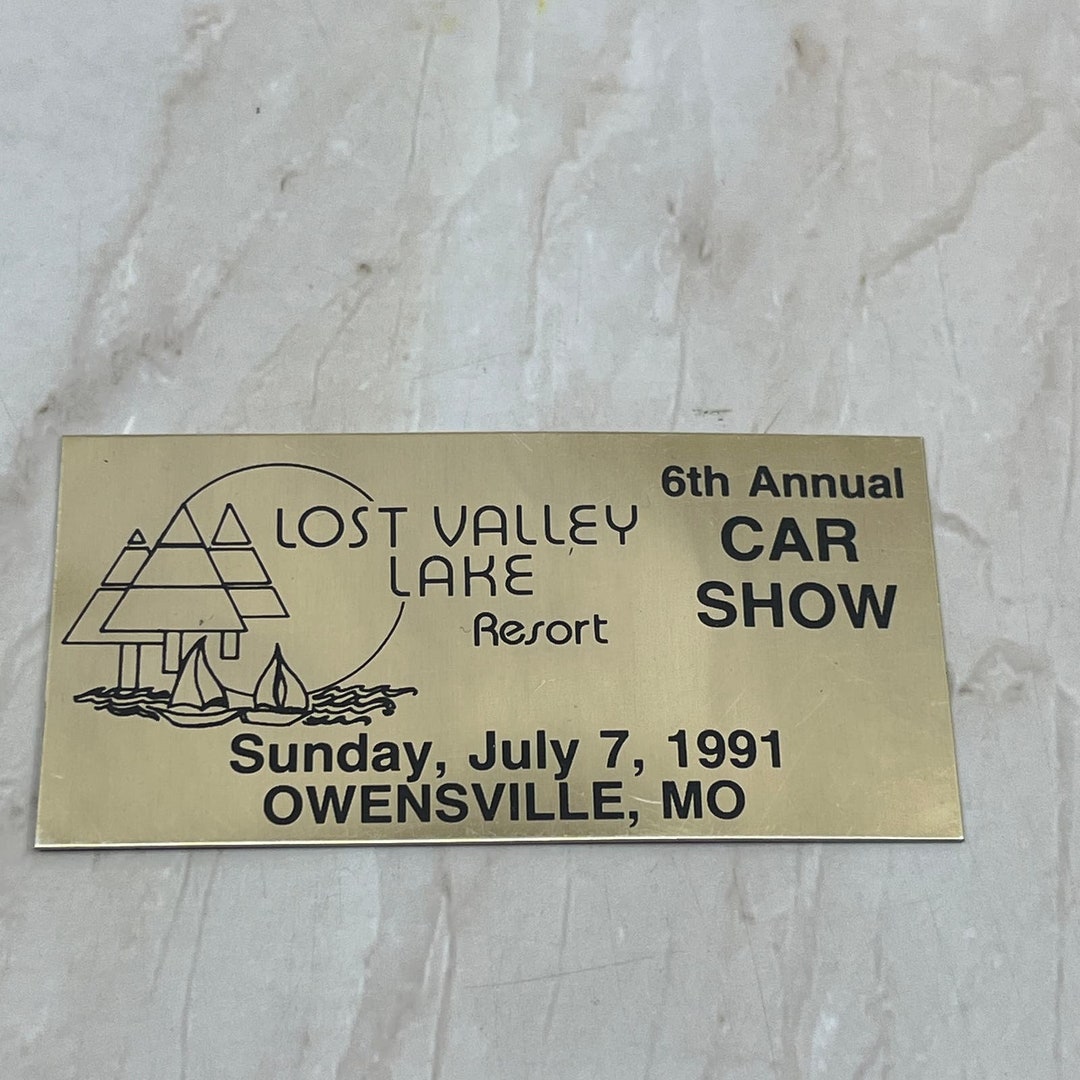 LOST VALLEY
LAKE
Resort
6th Annual
CAR
SHOW
Sunday, July 7, 1991
OWENSVILLE, MO